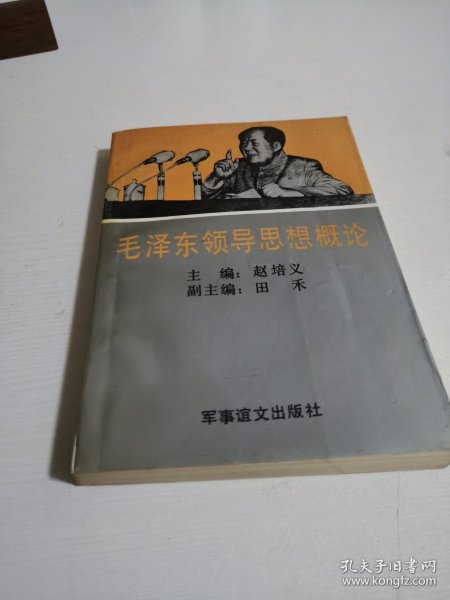 毛泽东领导思想概论
主 编：赵培义
副主编：田 禾
军事谊文出版社
孔夫子旧书网
www.kongfz.com